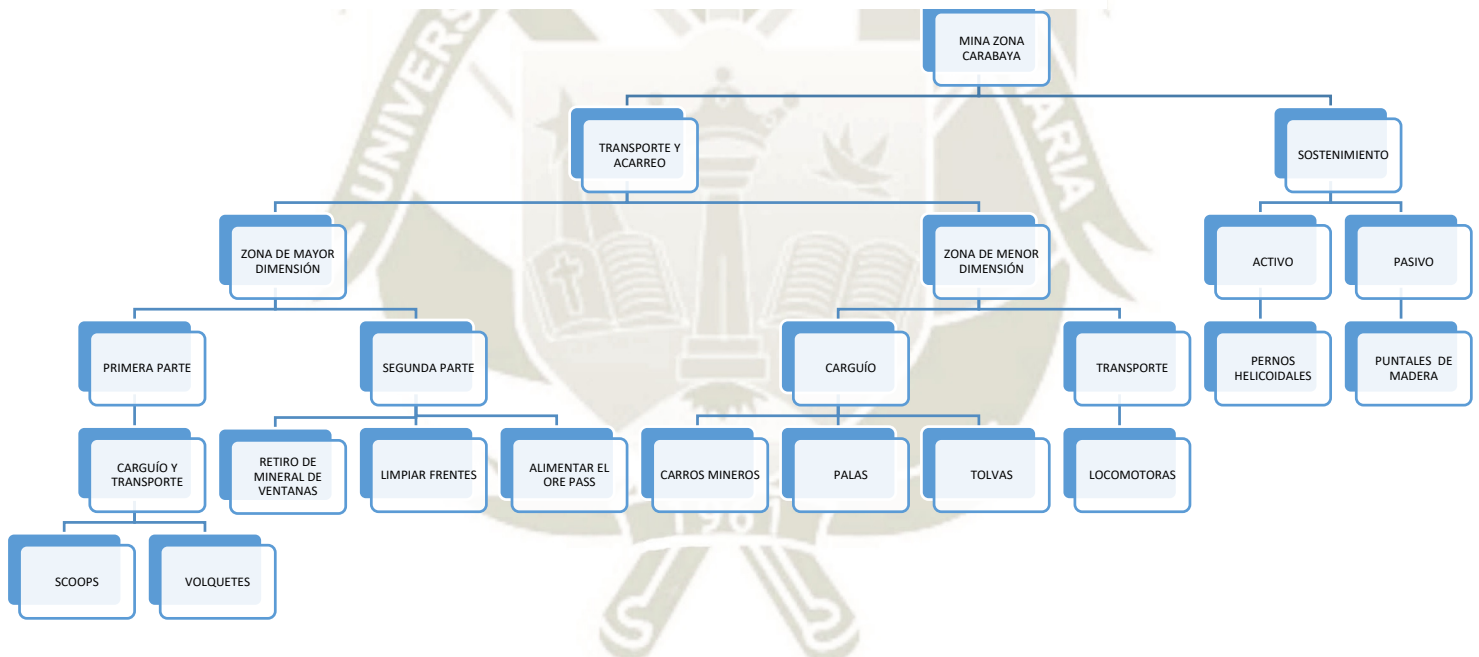 MINA ZONA
CARABAYA
TRANSPORTE Y
ACARREO
SOSTENIMIENTO
ZONA DE MAYOR
DIMENSIÓN
ZONA DE MENOR
DIMENSIÓN
ACTIVO
PASIVO
PRIMERA PARTE
SEGUNDA PARTE
CARGUÍO
TRANSPORTE
PERNOS
HELICOIDALES
PUNTALES DE
MADERA
CARGUÍO Y
TRANSPORTE
RETIRO DE
MINERAL DE
VENTANAS
LIMPIAR FRENTES
ALIMENTAR EL
ORE PASS
CARROS MINEROS
PALAS
TOLVAS
LOCOMOTORAS
SCOOPS
VOLQUETES